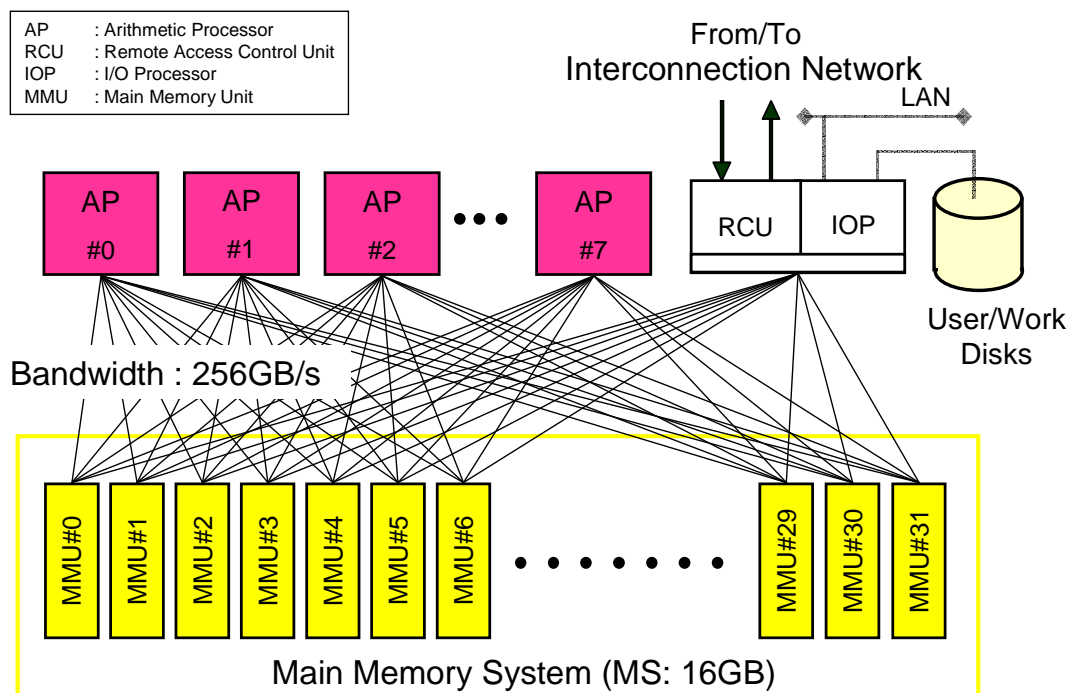 AP : Arithmetic Processor
RCU : Remote Access Control Unit
IOP : I/O Processor
MMU : Main Memory Unit
From/To
Interconnection Network
LAN
AP
#0
AP
#1
AP
#2
AP
#7
RCU
IOP
User/Work
Disks
Bandwidth : 256GB/s
MMU#0
MMU#1
MMU#2
MMU#3
MMU#4
MMU#5
MMU#6
MMU#29
MMU#30
MMU#31
Main Memory System (MS: 16GB)